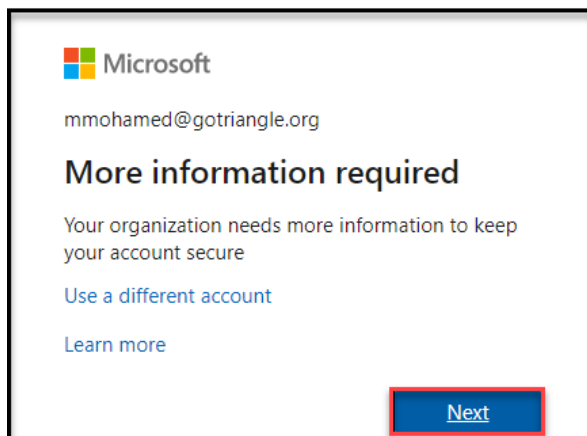 Microsoft
mmohamed@gotriangle.org
More information required
Your organization needs more information to keep
your account secure
Use a different account
Learn more
Next